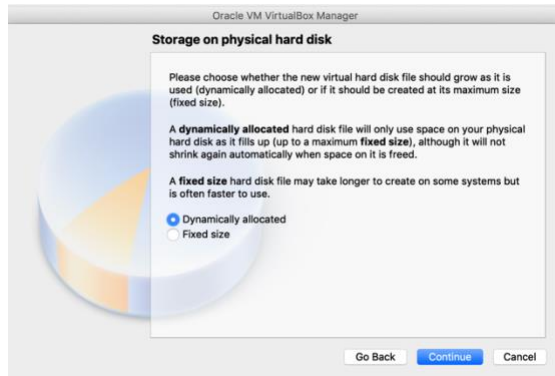 Oracle VM VirtualBox Manager
Storage on physical hard disk
Please choose whether the new virtual hard disk file should grow as it is
used (dynamically allocated) or if it should be created at its maximum size
(fixed size).
A dynamically allocated hard disk file will only use space on your physical
hard disk as it fills up (up to a maximum fixed size), although it will not
shrink again automatically when space on it is freed.
A fixed size hard disk file may take longer to create on some systems but
is often faster to use.
Dynamically allocated
Fixed size
Go Back Continue Cancel